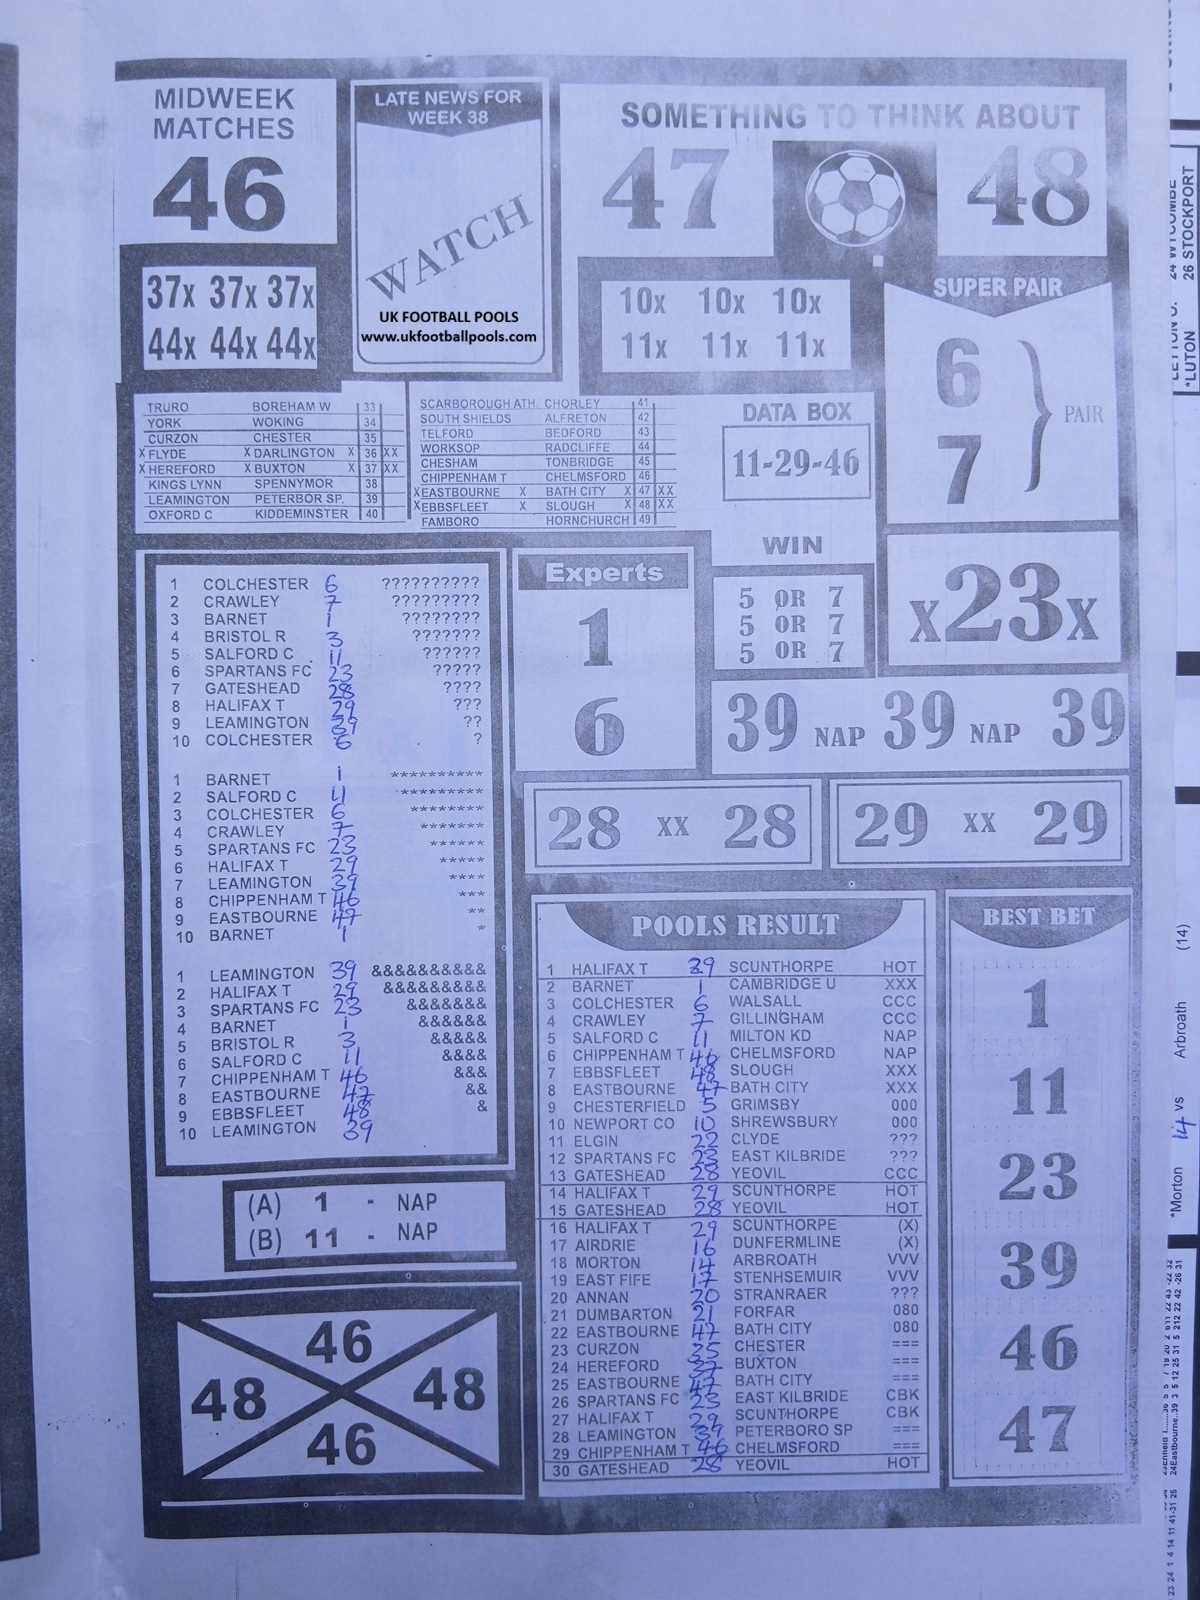 MIDWEEK
MATCHES
46
LATE NEWS FOR
WEEK 38
WATCH
UK FOOTBALL POOLS
www.ukfootballpools.com
SOMETHING TO THINK ABOUT
47 48
37x 37x 37x
44x 44x 44x
10x 10x 10x
11x 11x 11x
SUPER PAIR
6
7
PAIR
TRURO BOREHAM W 33
YORK WOKING 34
CURZON CHESTER 35
X FLYDE X DARLINGTON X 36 XX
X HEREFORD X BUXTON X 37 XX
KINGS LYNN SPENNYMOR 38
LEAMINGTON PETERBOR SP. 39
OXFORD C KIDDEMINSTER 40
SCARBOROUGH ATH. CHORLEY 41
SOUTH SHIELDS ALFRETON 42
TELFORD BEDFORD 43
WORKSOP RADCLIFFE 44
CHESHAM TONBRIDGE 45
CHIPPENHAM T CHELMSFORD 46
X EASTBOURNE X BATH CITY X 47 XX
X EBBSFLEET X SLOUGH X 48 XX
FAMBORO HORNCHURCH 49
DATA BOX
11-29-46
WIN
5 OR 7
5 OR 7
5 OR 7
X23X
Experts
1
6
39 NAP 39 NAP 39
28 XX 28
29 XX 29
1 COLCHESTER 6 ??????????
2 CRAWLEY 7 ?????????
3 BARNET 1 ????????
4 BRISTOL R 3 ???????
5 SALFORD C 11 ??????
6 SPARTANS FC 23 ?????
7 GATESHEAD 28 ????
8 HALIFAX T 29 ???
9 LEAMINGTON 39 ??
10 COLCHESTER 6 ?
1 BARNET 1 **********
2 SALFORD C 11 *********
3 COLCHESTER 6 ********
4 CRAWLEY 7 *******
5 SPARTANS FC 23 ******
6 HALIFAX T 29 *****
7 LEAMINGTON 39 ****
8 CHIPPENHAM T 46 ***
9 EASTBOURNE 47 **
10 BARNET 1 *
1 LEAMINGTON 39 &&&&&&&&&&
2 HALIFAX T 29 &&&&&&&&&
3 SPARTANS FC 23 &&&&&&&
4 BARNET 1 &&&&&&
5 BRISTOL R 3 &&&&&
6 SALFORD C 11 &&&&
7 CHIPPENHAM T 46 &&&
8 EASTBOURNE 47 &&
9 EBBSFLEET 48 &
10 LEAMINGTON 39
(A) 1 - NAP
(B) 11 - NAP
46
48 48
46
POOLS RESULT
1 HALIFAX T 29 SCUNTHORPE HOT
2 BARNET 1 CAMBRIDGE U XXX
3 COLCHESTER 6 WALSALL CCC
4 CRAWLEY 7 GILLINGHAM CCC
5 SALFORD C 11 MILTON KD NAP
6 CHIPPENHAM T 46 CHELMSFORD NAP
7 EBBSFLEET 48 SLOUGH XXX
8 EASTBOURNE 47 BATH CITY XXX
9 CHESTERFIELD 5 GRIMSBY 000
10 NEWPORT CO 10 SHREWSBURY 000
11 ELGIN 22 CLYDE ???
12 SPARTANS FC 23 EAST KILBRIDE ???
13 GATESHEAD 28 YEOVIL CCC
14 HALIFAX T 29 SCUNTHORPE HOT
15 GATESHEAD 28 YEOVIL HOT
16 HALIFAX T 29 SCUNTHORPE (X)
17 AIRDRIE 16 DUNFERMLINE (X)
18 MORTON 14 ARBROATH VVV
19 EAST FIFE 17 STENHSEMUIR VVV
20 ANNAN 20 STRANRAER ???
21 DUMBARTON 21 FORFAR 080
22 EASTBOURNE 47 BATH CITY 080
23 CURZON 35 CHESTER ===
24 HEREFORD 37 BUXTON ===
25 EASTBOURNE 47 BATH CITY ===
26 SPARTANS FC 23 EAST KILBRIDE CBK
27 HALIFAX T 29 SCUNTHORPE CBK
28 LEAMINGTON 39 PETERBORO SP ===
29 CHIPPENHAM T 46 CHELMSFORD ===
30 GATESHEAD 28 YEOVIL HOT
BEST BET
1
11
23
39
46
47
26 STOCKPORT
*LUTON
*Morton 14 vs Arbroath (14)